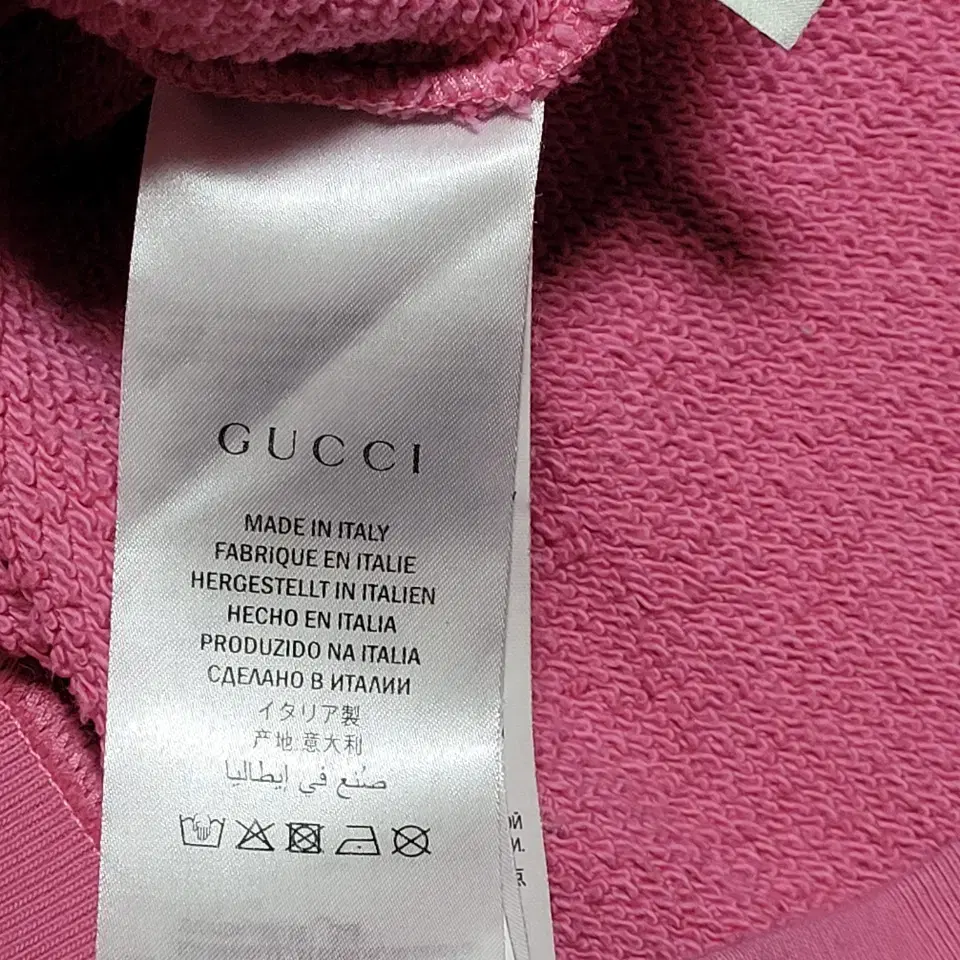 GUCCI
MADE IN ITALY
FABRIQUE EN ITALIE
HERGESTELLT IN ITALIEN
HECHO EN ITALIA
PRODUZIDO NA ITALIA
СДЕЛАНО В ИТАЛИИ
イタリア製
产地:意大利
صُنع في إيطاليا